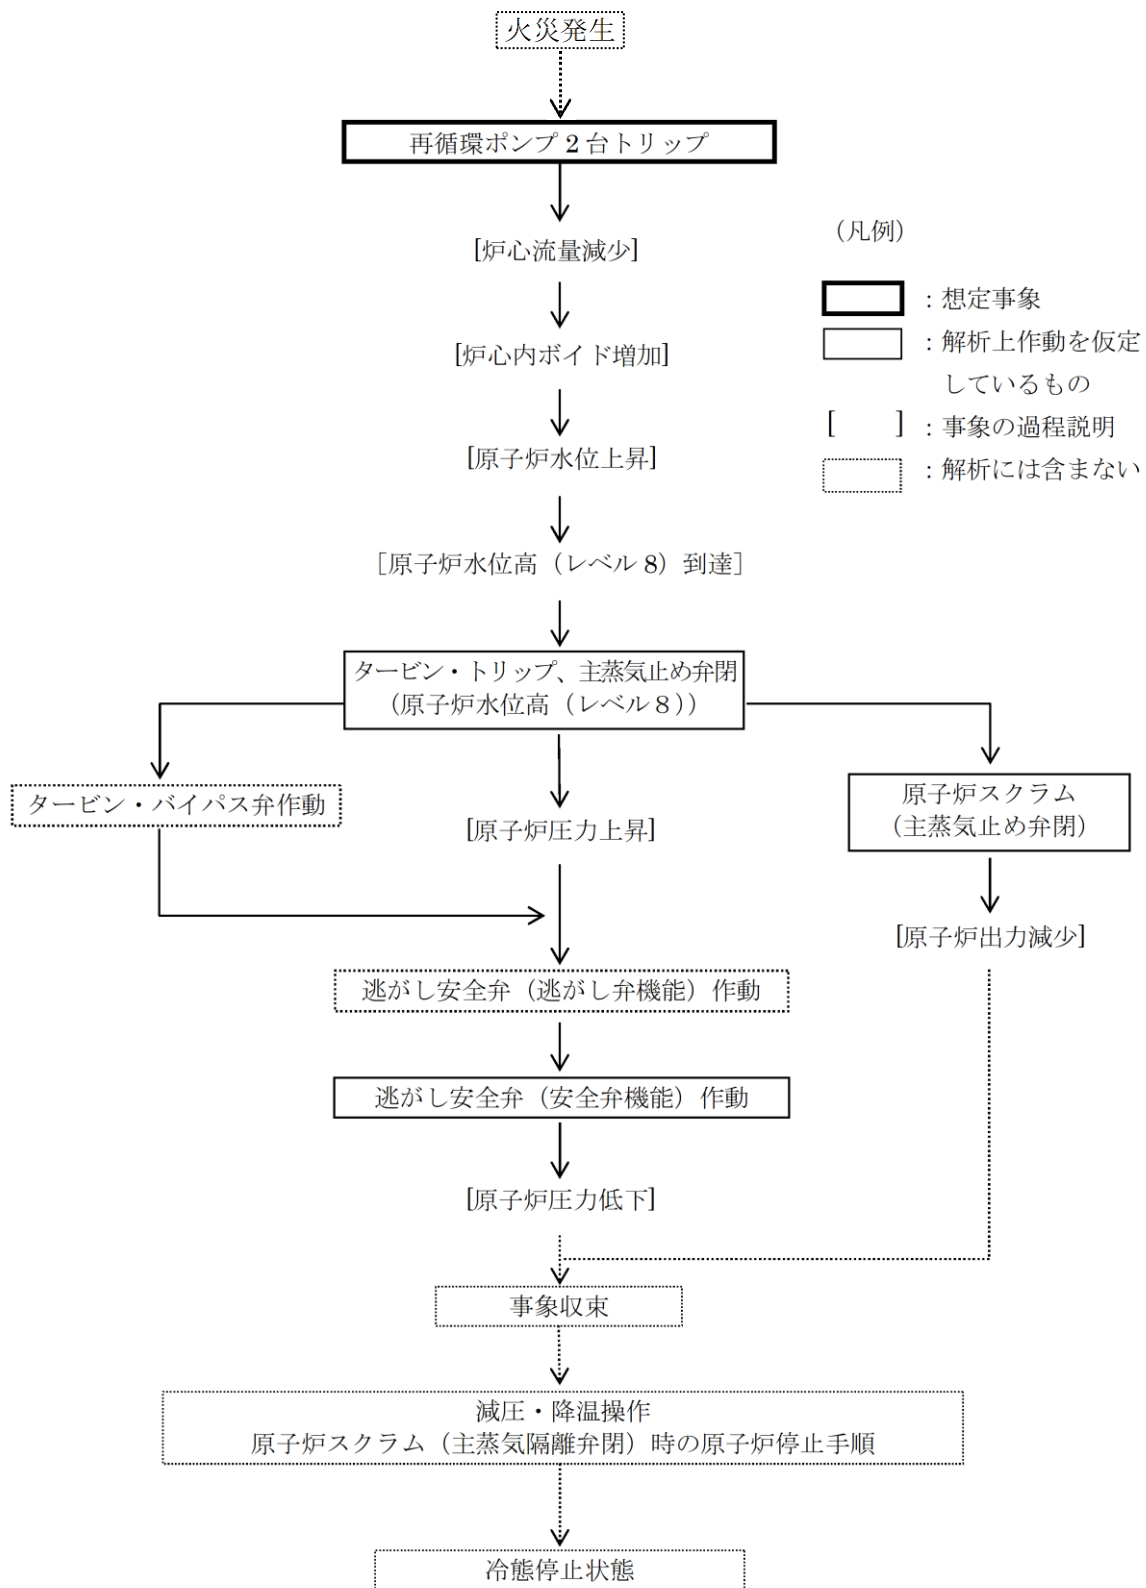 火災発生
再循環ポンプ 2 台トリップ
[炉心流量減少]
[炉心内ボイド増加]
[原子炉水位上昇]
［原子炉水位高（レベル 8）到達］
（凡例）
：想定事象
：解析上作動を仮定
しているもの
[ ] ：事象の過程説明
：解析には含まない
タービン・トリップ、主蒸気止め弁閉
（原子炉水位高（レベル８））
タービン・バイパス弁作動
[原子炉圧力上昇]
原子炉スクラム
（主蒸気止め弁閉）
[原子炉出力減少]
逃がし安全弁（逃がし弁機能）作動
逃がし安全弁（安全弁機能）作動
[原子炉圧力低下]
事象収束
減圧・降温操作
原子炉スクラム（主蒸気隔離弁閉）時の原子炉停止手順
冷態停止状態